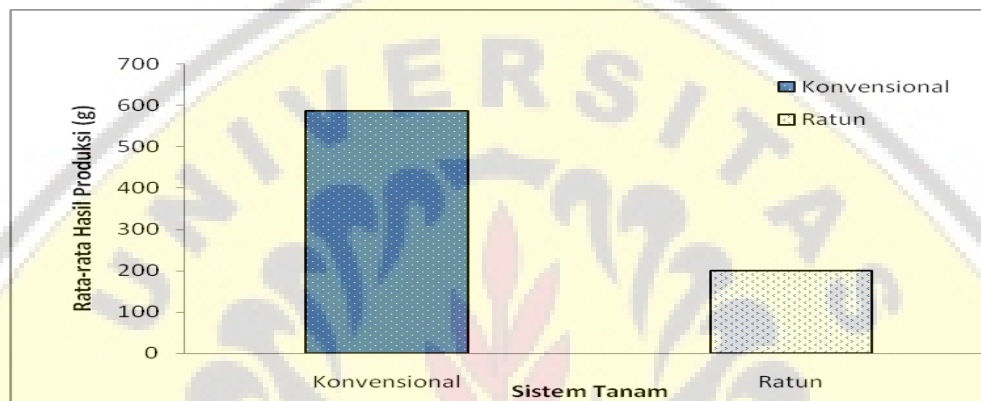 UNIVERSITAS
Rata-rata Hasil Produksi (g)
700
600
500
400
300
200
100
0
Konvensional
Ratun
Konvensional
Ratun
Sistem Tanam